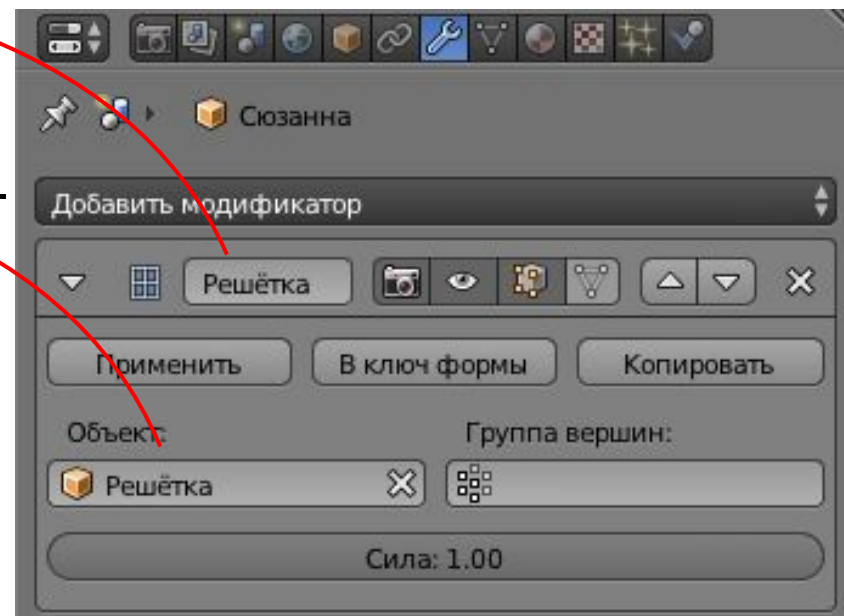 Сюзанна
Добавить модификатор
Решётка
Применить В ключ формы Копировать
Объект: Группа вершин:
Решётка
Сила: 1.00